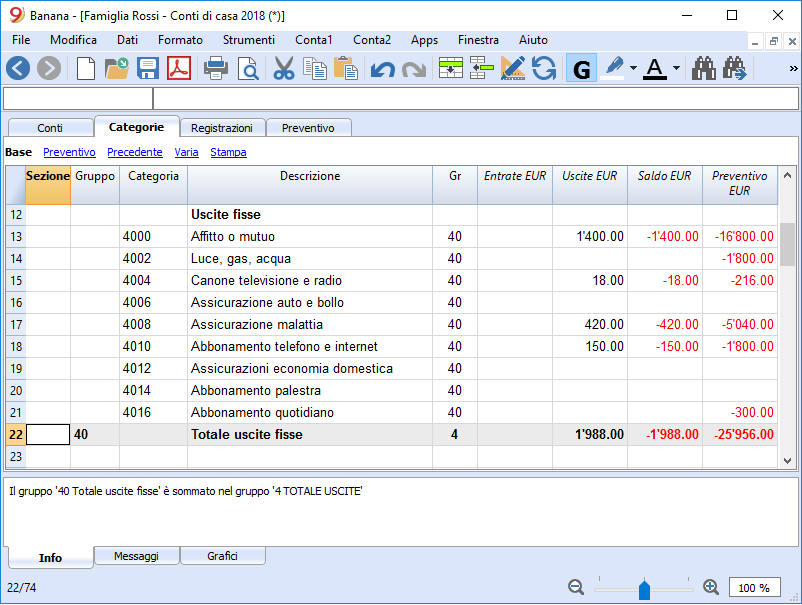 Banana - [Famiglia Rossi - Conti di casa 2018 (*)]
File Modifica Dati Formato Strumenti Conta1 Conta2 Apps Finestra Aiuto
G A »
Conti Categorie Registrazioni Preventivo
Base Preventivo Precedente Varia Stampa
Sezione Gruppo Categoria Descrizione Gr Entrate EUR Uscite EUR Saldo EUR Preventivo
EUR
12 Uscite fisse
13 4000 Affitto o mutuo 40 1'400.00 -1'400.00 -16'800.00
14 4002 Luce, gas, acqua 40 -1'800.00
15 4004 Canone televisione e radio 40 18.00 -18.00 -216.00
16 4006 Assicurazione auto e bollo 40
17 4008 Assicurazione malattia 40 420.00 -420.00 -5'040.00
18 4010 Abbonamento telefono e internet 40 150.00 -150.00 -1'800.00
19 4012 Assicurazioni economia domestica 40
20 4014 Abbonamento palestra 40
21 4016 Abbonamento quotidiano 40 -300.00
22 40 Totale uscite fisse 4 1'988.00 -1'988.00 -25'956.00
23
Il gruppo '40 Totale uscite fisse' è sommato nel gruppo '4 TOTALE USCITE'
Info Messaggi Grafici
22/74 100 %